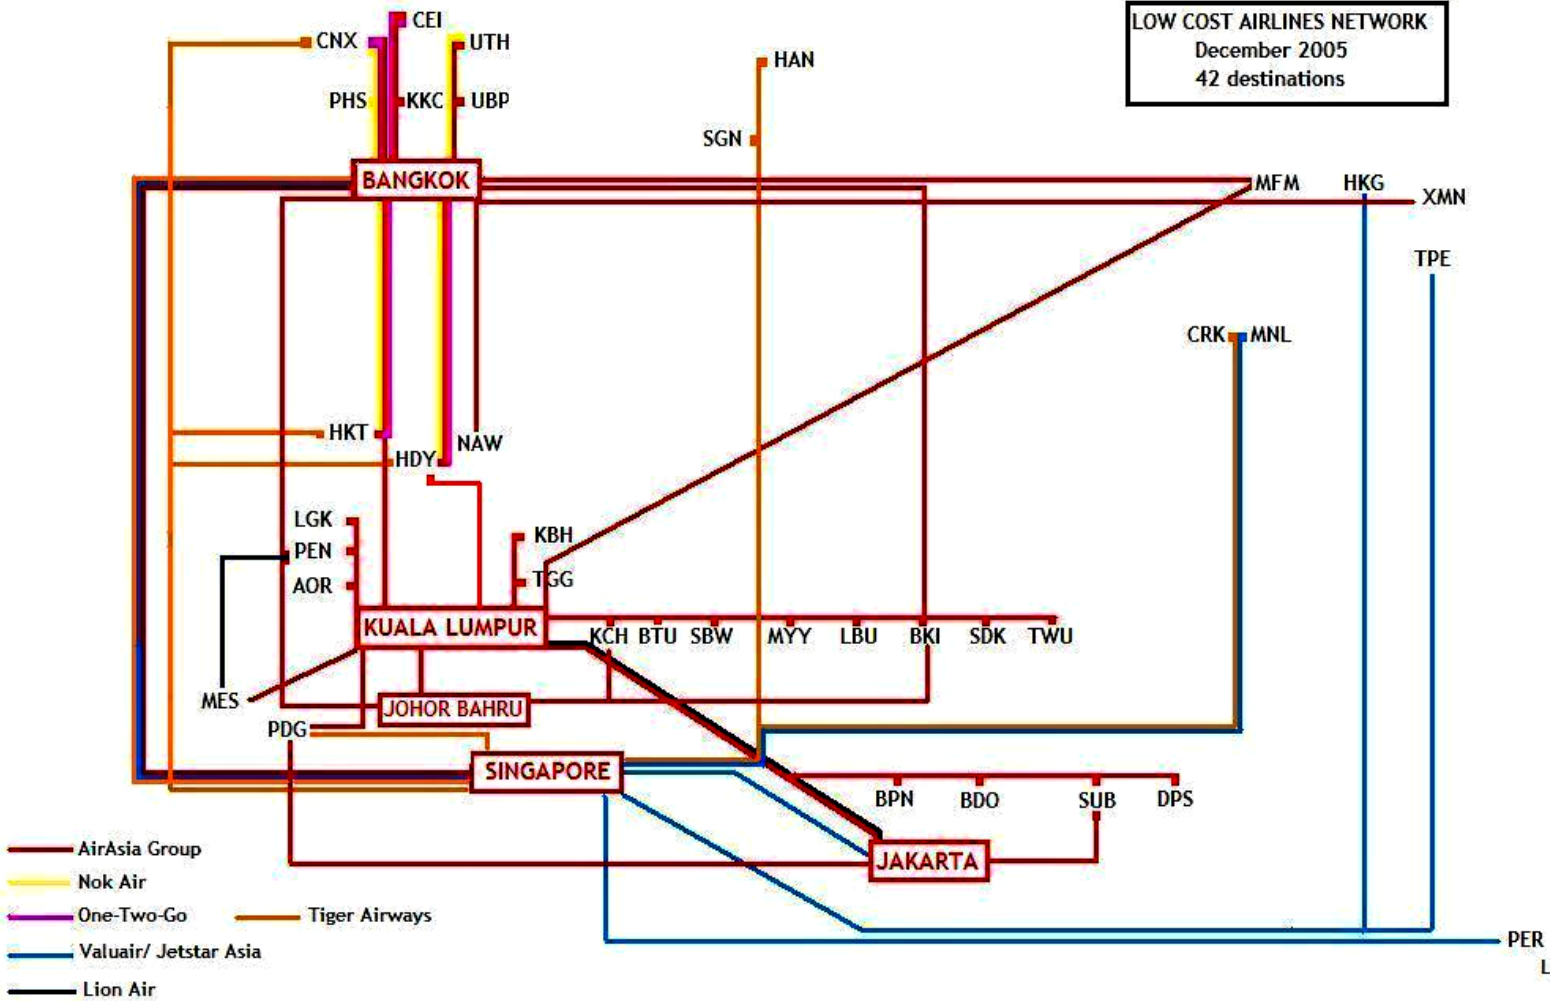 LOW COST AIRLINES NETWORK
December 2005
42 destinations
CEI
CNX
UTH
HAN
PHS
KKC
UBP
SGN
BANGKOK
MFM
HKG
XMN
TPE
CRK
MNL
HKT
NAW
HDY
LGK
KBH
PEN
TGG
AOR
KUALA LUMPUR
KCH
BTU
SBW
MYY
LBU
BKI
SDK
TWU
MES
JOHOR BAHRU
PDG
SINGAPORE
BPN
BDO
SUB
DPS
JAKARTA
AirAsia Group
Nok Air
One-Two-Go
Tiger Airways
Valuair/ Jetstar Asia
PER
L
Lion Air